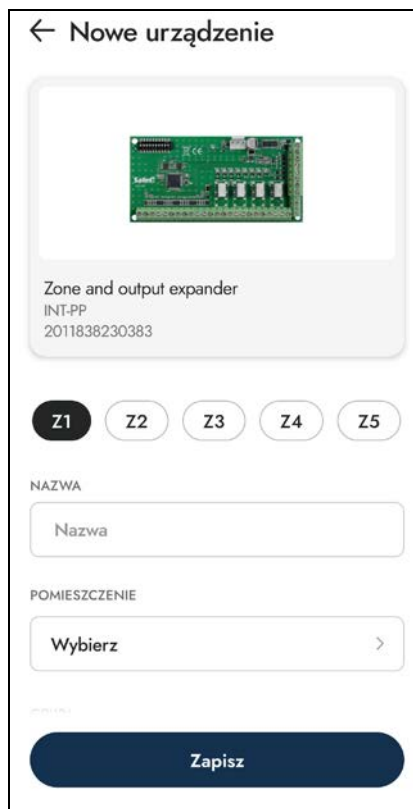 ← Nowe urządzenie
Satel
Zone and output expander
INT-PP
2011838230383
Z1 Z2 Z3 Z4 Z5
NAZWA
Nazwa
POMIESZCZENIE
Wybierz >
Zapisz